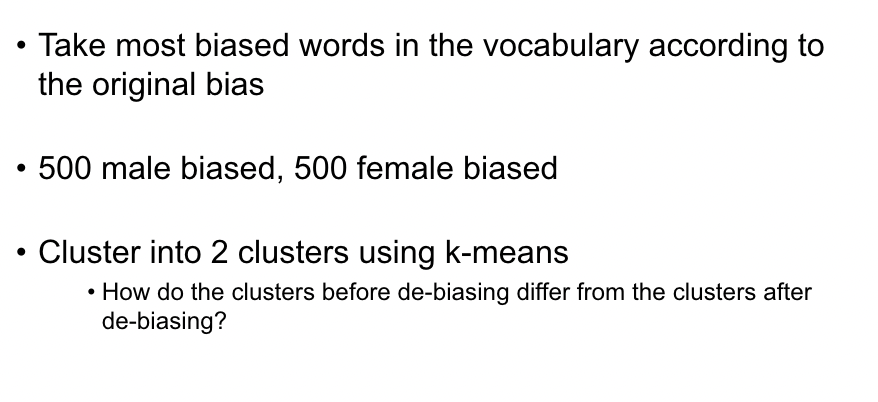 • Take most biased words in the vocabulary according to
the original bias
• 500 male biased, 500 female biased
• Cluster into 2 clusters using k-means
• How do the clusters before de-biasing differ from the clusters after
de-biasing?